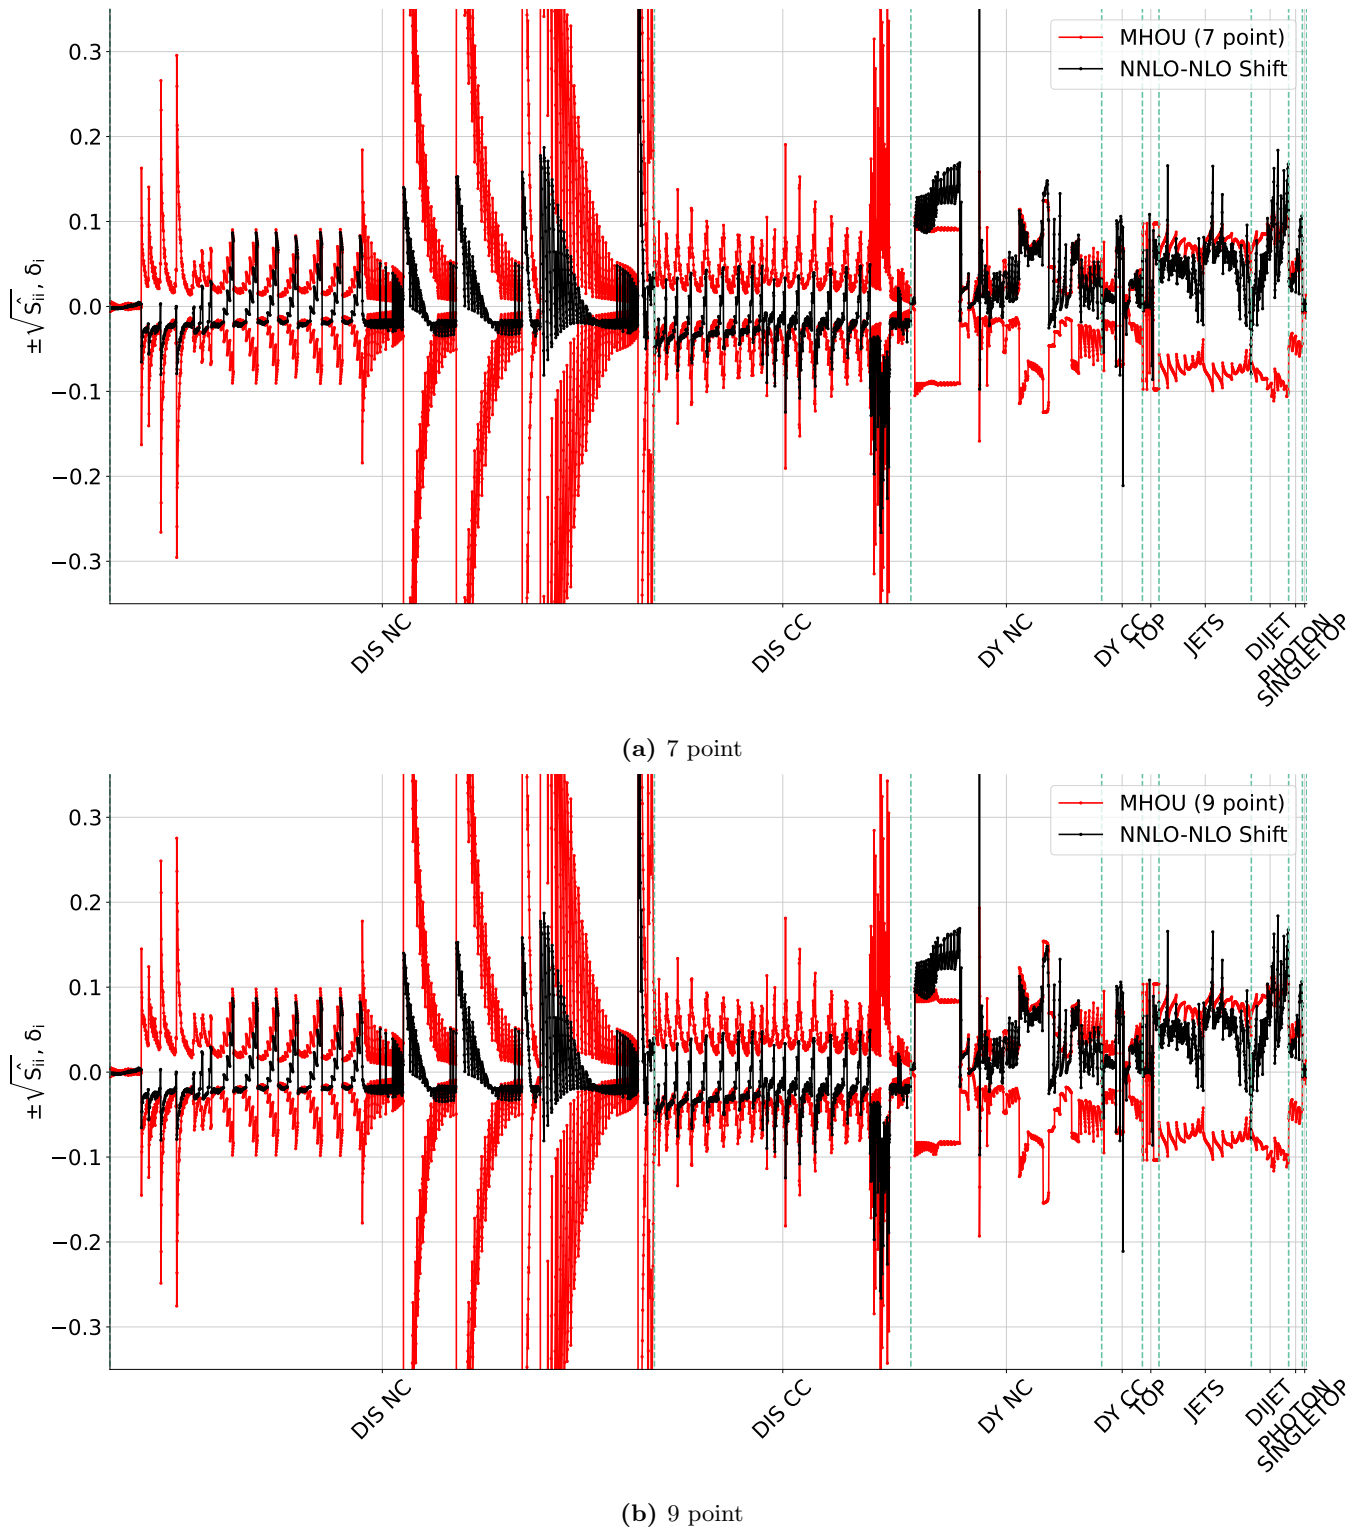 MHOU (7 point)
NNLO-NLO Shift
0.3
0.2
0.1
0.0
−0.1
−0.2
−0.3
± √Ŝii, δi
DIS NC
DIS CC
DY NC
DY CC
TOP
JETS
DIJET
PHOTON
SINGLETOP
(a) 7 point
MHOU (9 point)
NNLO-NLO Shift
0.3
0.2
0.1
0.0
−0.1
−0.2
−0.3
± √Ŝii, δi
DIS NC
DIS CC
DY NC
DY CC
TOP
JETS
DIJET
PHOTON
SINGLETOP
(b) 9 point